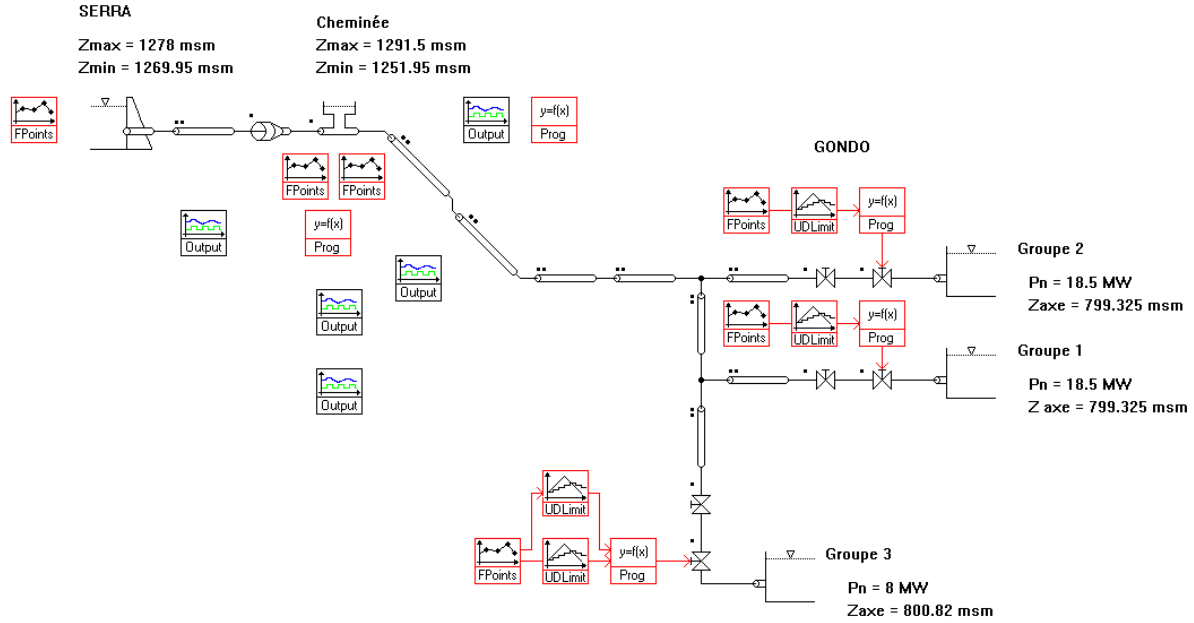 SERRA
Zmax = 1278 msm
Zmin = 1269.95 msm
Cheminée
Zmax = 1291.5 msm
Zmin = 1251.95 msm
FPoints
Output
y=f(x)
Prog
FPoints
FPoints
Output
y=f(x)
Prog
Output
Output
Output
GONDO
FPoints
UDLimit
y=f(x)
Prog
Groupe 2
Pn = 18.5 MW
Zaxe = 799.325 msm
FPoints
UDLimit
y=f(x)
Prog
Groupe 1
Pn = 18.5 MW
Z axe = 799.325 msm
UDLimit
FPoints
UDLimit
y=f(x)
Prog
Groupe 3
Pn = 8 MW
Zaxe = 800.82 msm